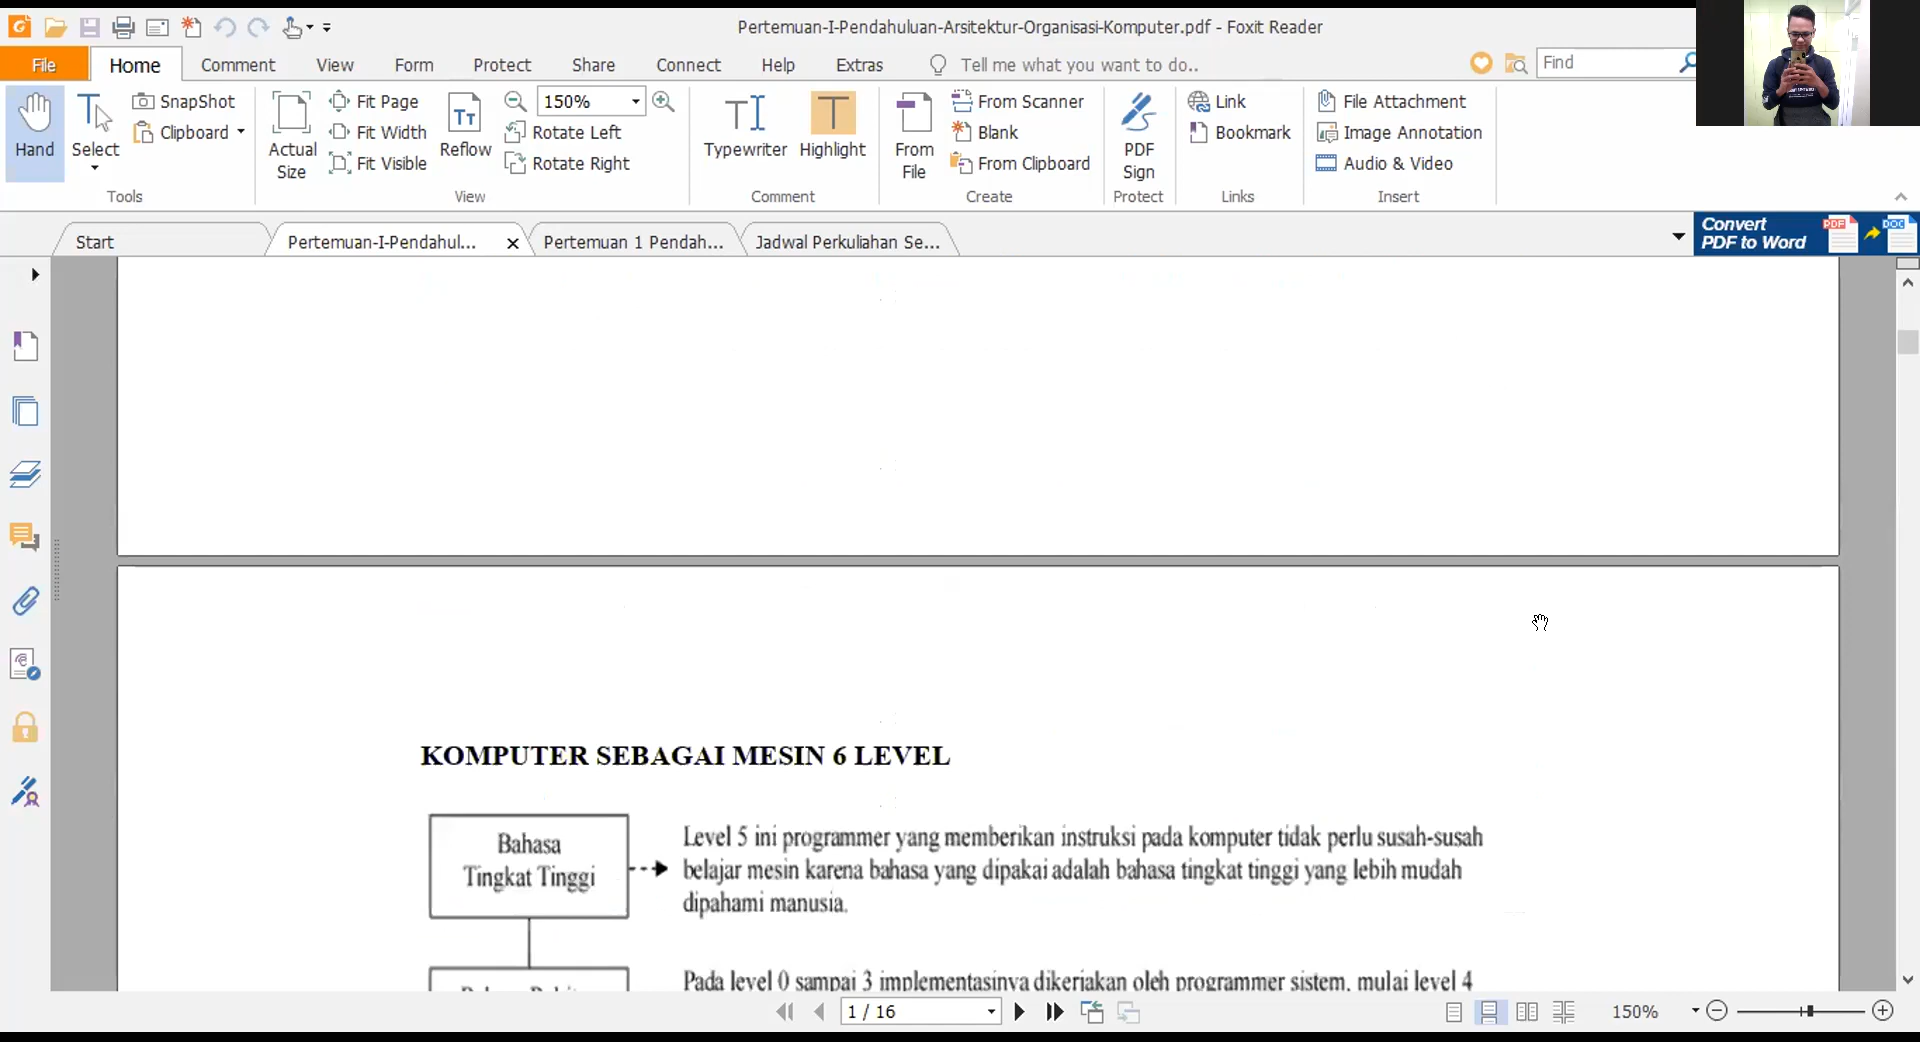 Pertemuan-I-Pendahuluan-Arsitektur-Organisasi-Komputer.pdf - Foxit Reader
File Home Comment View Form Protect Share Connect Help Extras Tell me what you want to do.. Find
Hand
Select
SnapShot
Clipboard
Tools
Actual Size
Fit Page
Fit Width
Fit Visible
Reflow
150%
Rotate Left
Rotate Right
View
Typewriter
Highlight
Comment
From File
From Scanner
Blank
From Clipboard
Create
PDF Sign
Protect
Link
Bookmark
Links
File Attachment
Image Annotation
Audio & Video
Insert
Start Pertemuan-I-Pendahul... Pertemuan 1 Pendah... Jadwal Perkuliahan Se...
Convert
PDF to Word
PDF
DOC
KOMPUTER SEBAGAI MESIN 6 LEVEL
Bahasa
Tingkat Tinggi
Level 5 ini programmer yang memberikan instruksi pada komputer tidak perlu susah-susah
belajar mesin karena bahasa yang dipakai adalah bahasa tingkat tinggi yang lebih mudah
dipahami manusia.
Pada level 0 sampai 3 implementasinya dikerjakan oleh programmer sistem, mulai level 4
1 / 16
150%